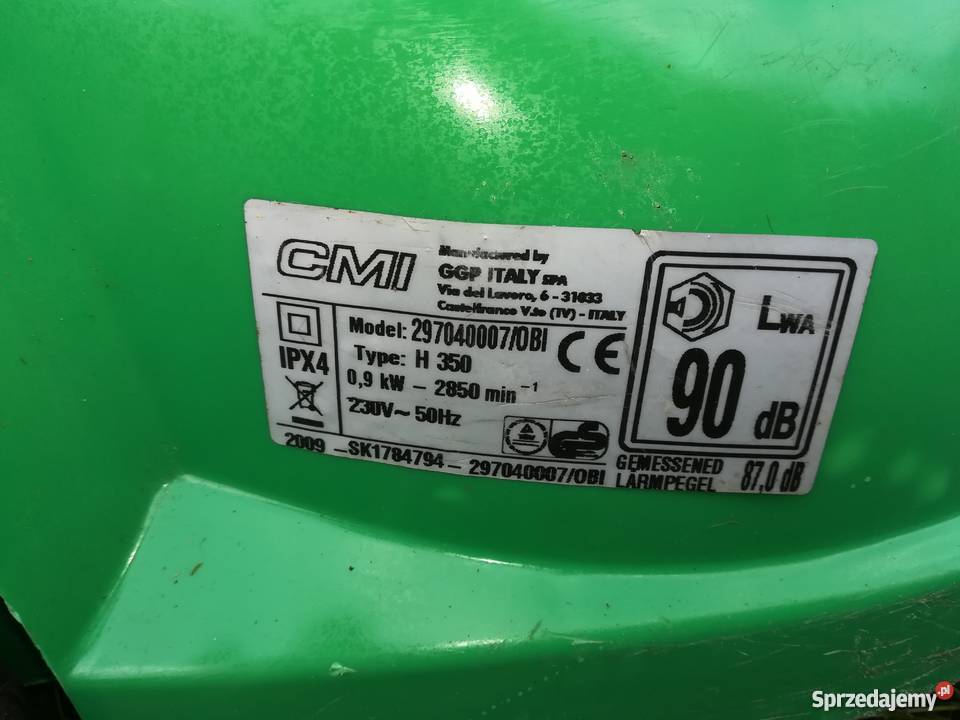 CMI
Manufactured by
GGP ITALY SPA
Via del Lavoro, 6 - 31033
Castelfranco V.to (TV) - ITALY
IPX4
Model: 297040007/OBI
Type: H 350
0,9 kW - 2850 min⁻¹
230V~ 50Hz
CE
2009 -SK1784794 - 297040007/OBI
LWA
90 dB
GEMESSENED
LÄRMPEGEL 87,0 dB
Sprzedajemy.pl